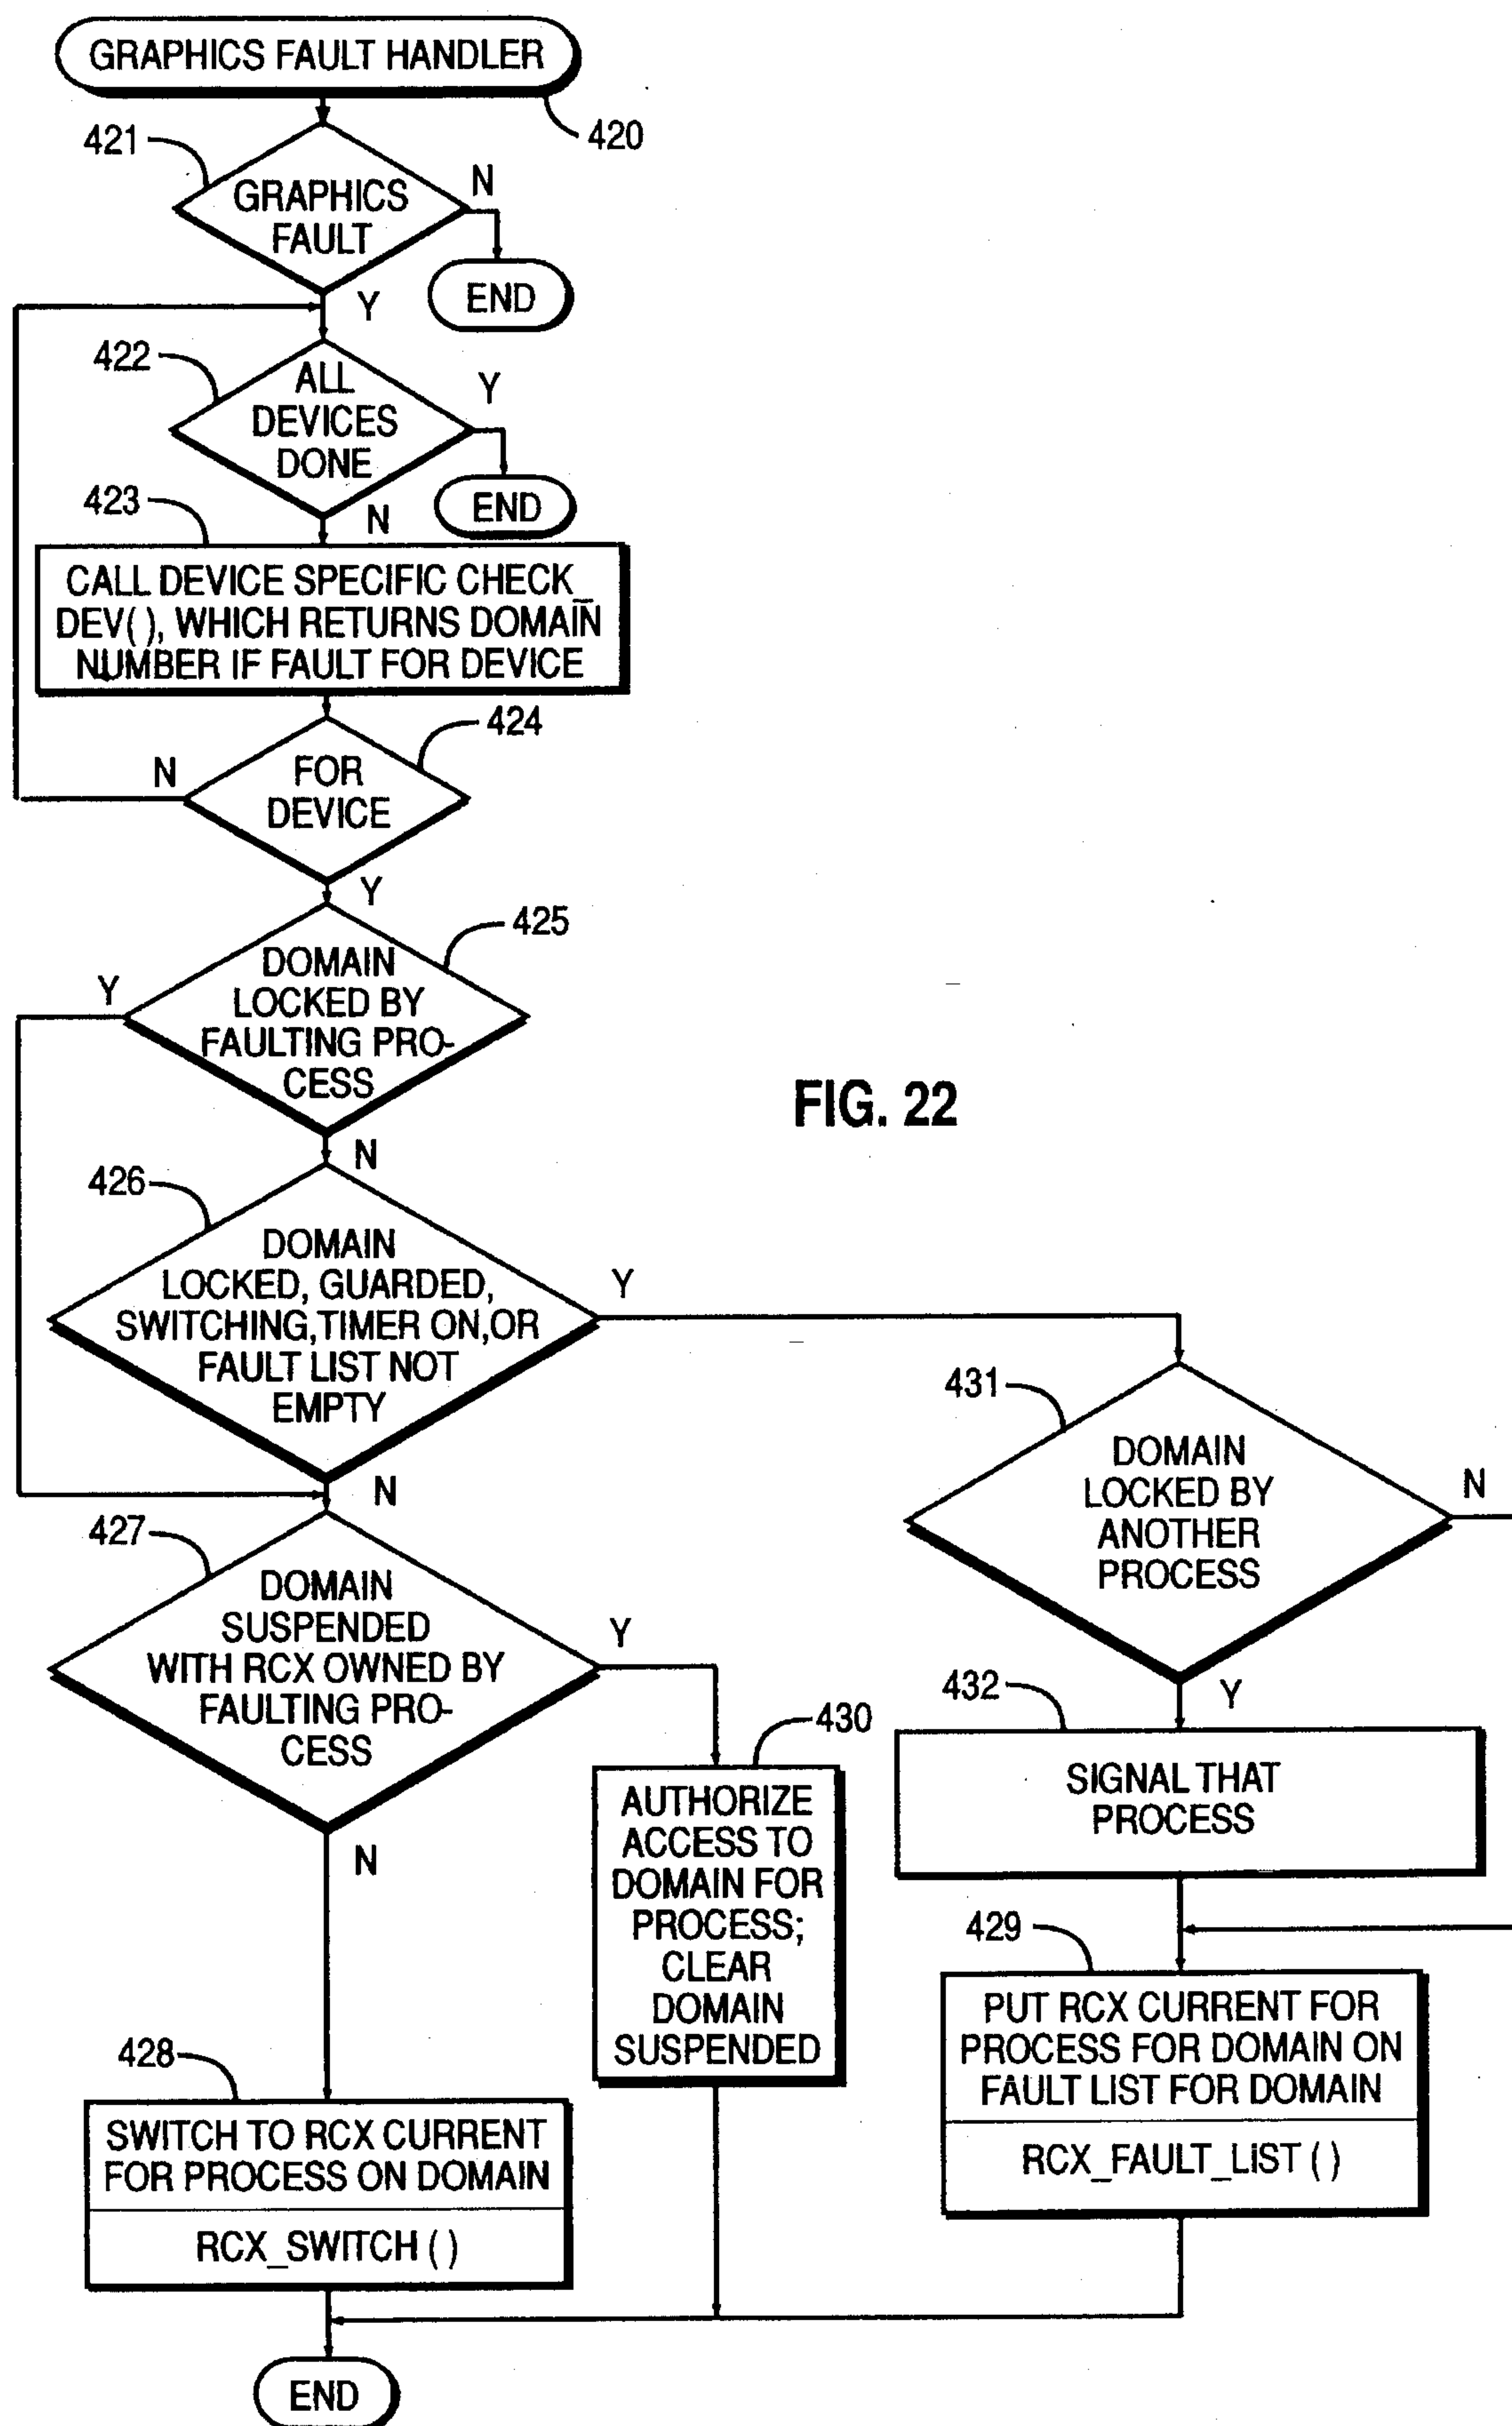 GRAPHICS FAULT HANDLER
420
421
GRAPHICS
FAULT
N
END
Y
422
ALL
DEVICES
DONE
Y
END
N
423
CALL DEVICE SPECIFIC CHECK_
DEV( ), WHICH RETURNS DOMAIN
NUMBER IF FAULT FOR DEVICE
424
FOR
DEVICE
N
Y
425
DOMAIN
LOCKED BY
FAULTING PRO-
CESS
Y
N
FIG. 22
426
DOMAIN
LOCKED, GUARDED,
SWITCHING,TIMER ON,OR
FAULT LIST NOT
EMPTY
Y
N
427
DOMAIN
SUSPENDED
WITH RCX OWNED BY
FAULTING PRO-
CESS
Y
N
428
SWITCH TO RCX CURRENT
FOR PROCESS ON DOMAIN
RCX_SWITCH ( )
430
AUTHORIZE
ACCESS TO
DOMAIN FOR
PROCESS;
CLEAR
DOMAIN
SUSPENDED
431
DOMAIN
LOCKED BY
ANOTHER
PROCESS
N
Y
432
SIGNAL THAT
PROCESS
429
PUT RCX CURRENT FOR
PROCESS FOR DOMAIN ON
FAULT LIST FOR DOMAIN
RCX_FAULT_LIST ( )
END